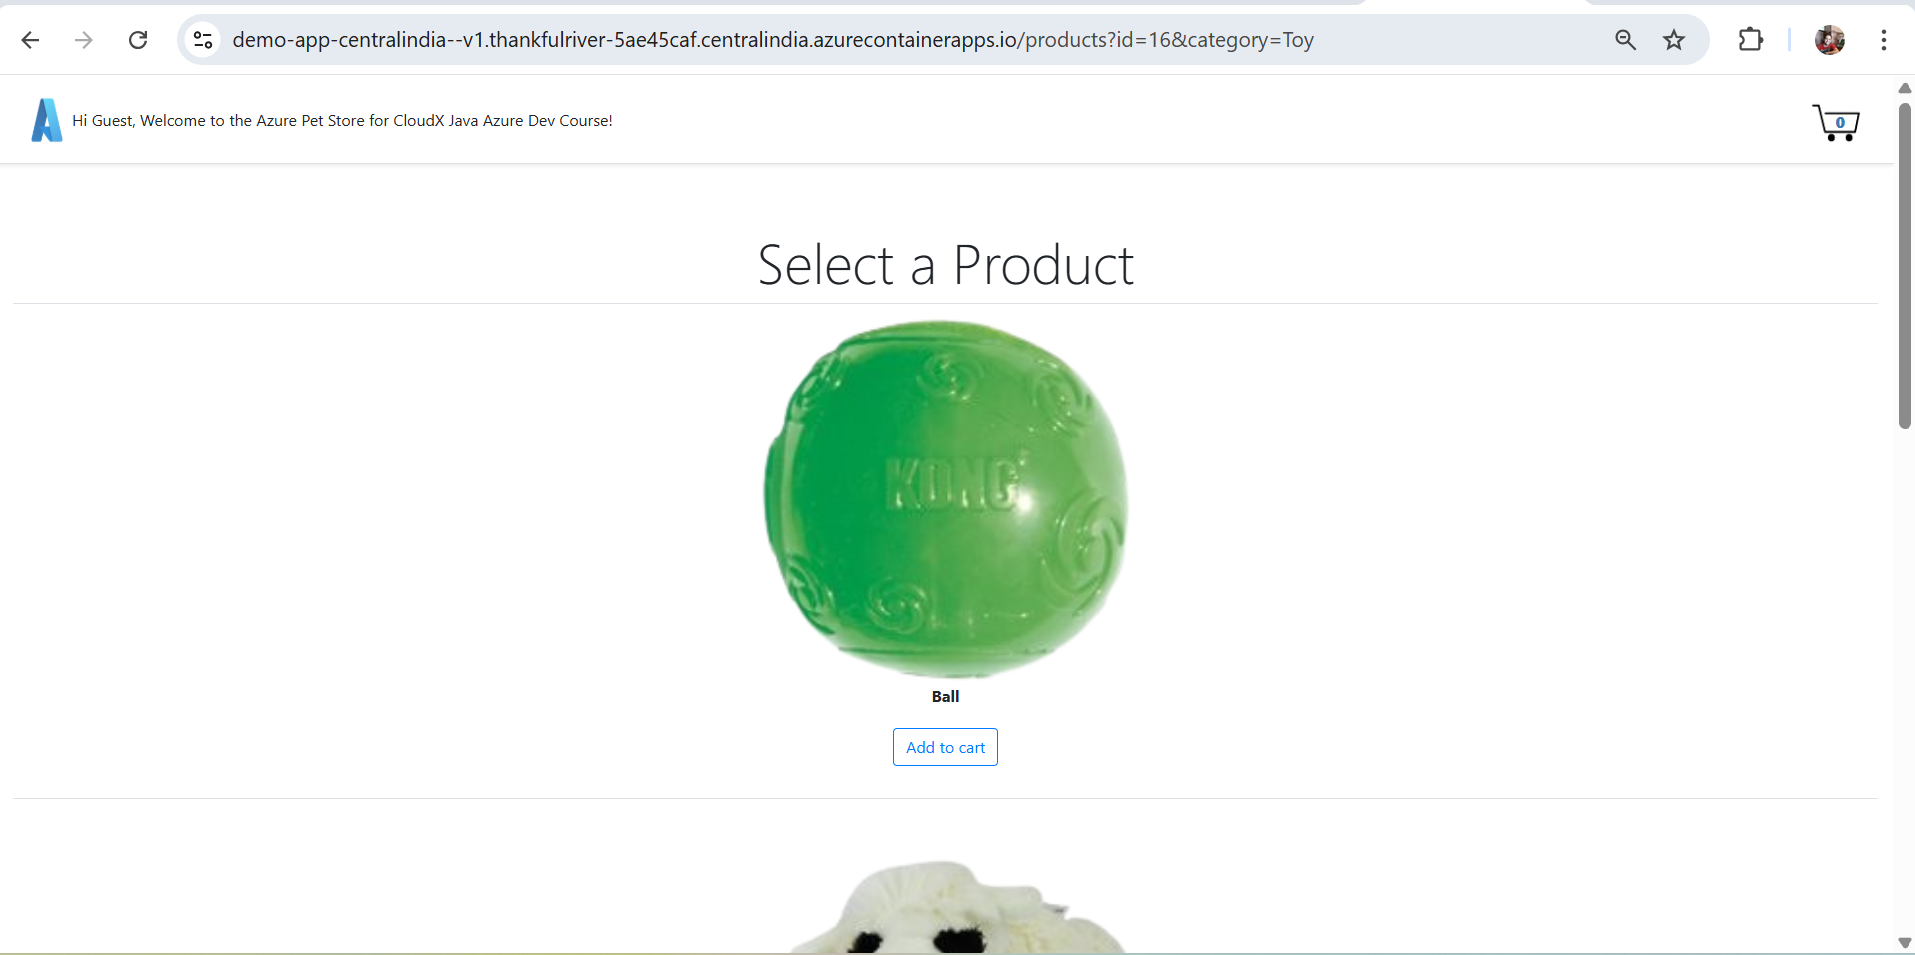 demo-app-centralindia--v1.thankfulriver-5ae45caf.centralindia.azurecontainerapps.io/products?id=16&category=Toy
Hi Guest, Welcome to the Azure Pet Store for CloudX Java Azure Dev Course!
0
Select a Product
KONG
Ball
Add to cart